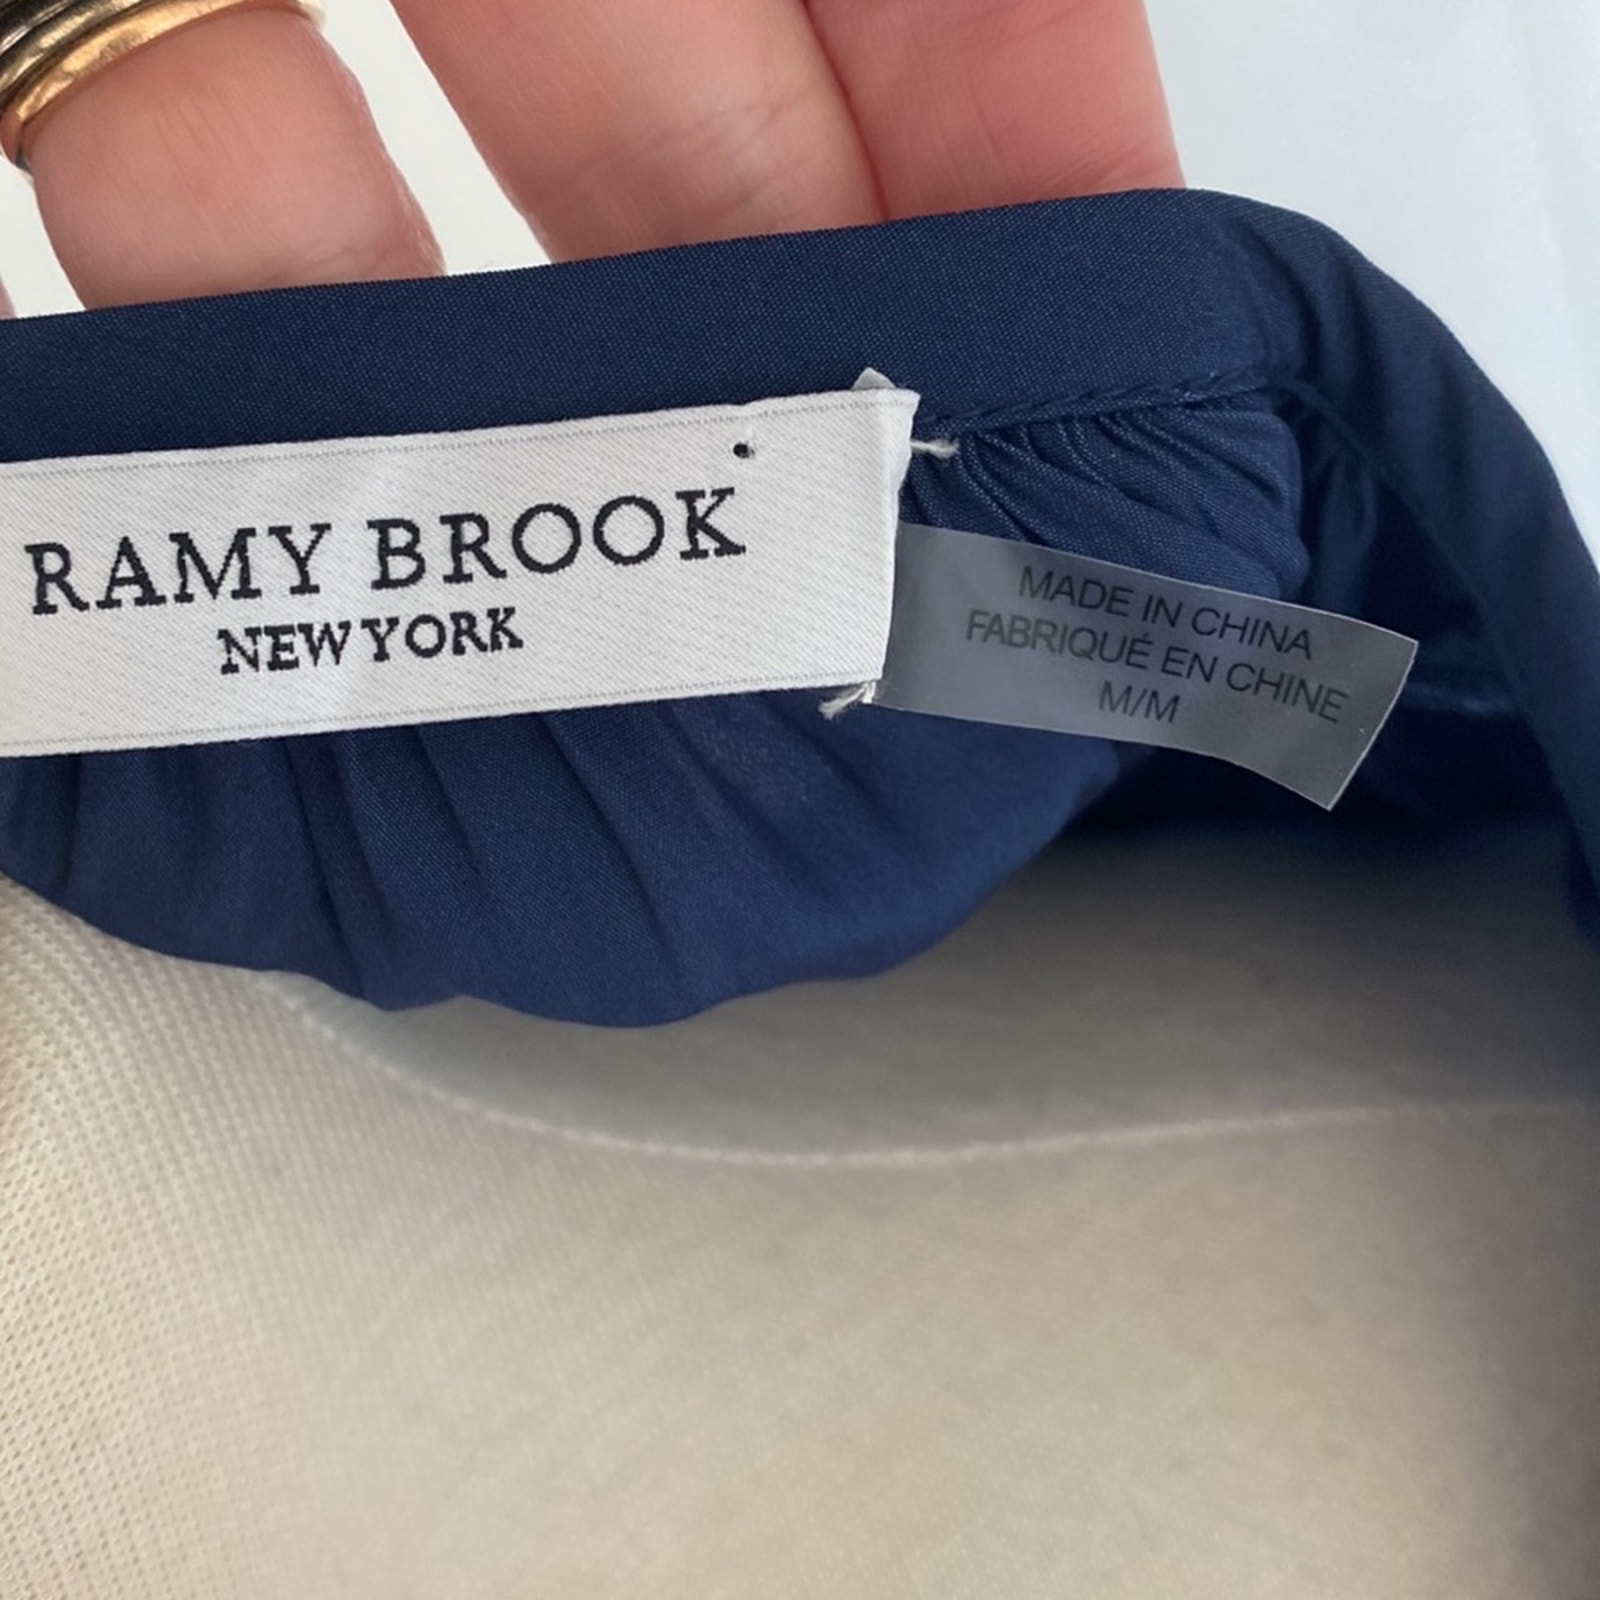 RAMY BROOK
NEW YORK
MADE IN CHINA
FABRIQUÉ EN CHINE
M/M